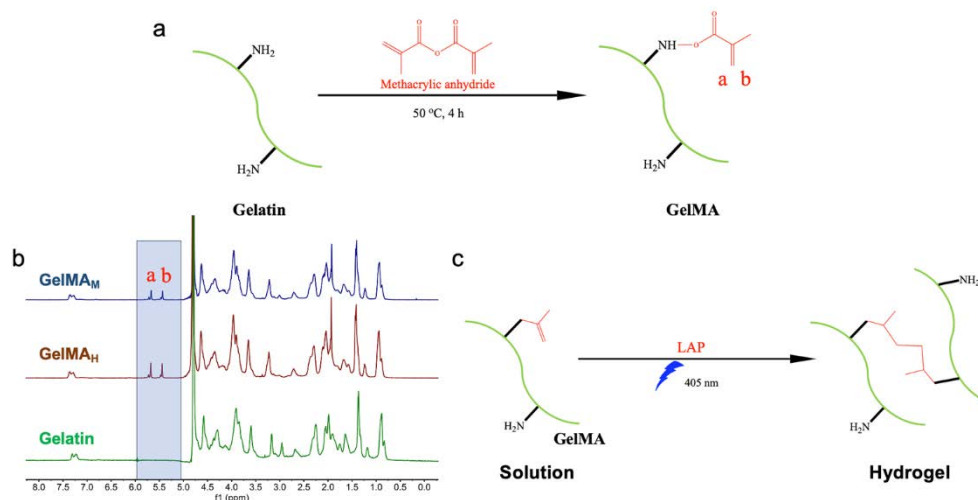 a
NH2
O
O
o
Methacrylic anhydride
50 °C, 4 h
H2N
Gelatin
NH
o
O
a b
H2N
GelMA
b
GelMAM
a b
GelMAH
Gelatin
8.0 7.5 7.0 6.5 6.0 5.5 5.0 4.5 4.0 3.5 3.0 2.5 2.0 1.5 1.0 0.5 0.0
f1 (ppm)
c
LAP
405 nm
H2N
GelMA
Solution
NH2
H2N
Hydrogel